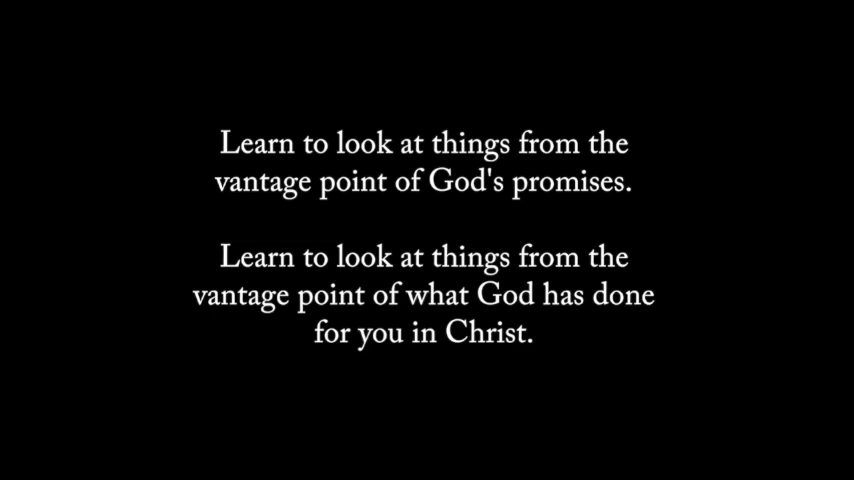 Learn to look at things from the
vantage point of God's promises.
Learn to look at things from the
vantage point of what God has done
for you in Christ.